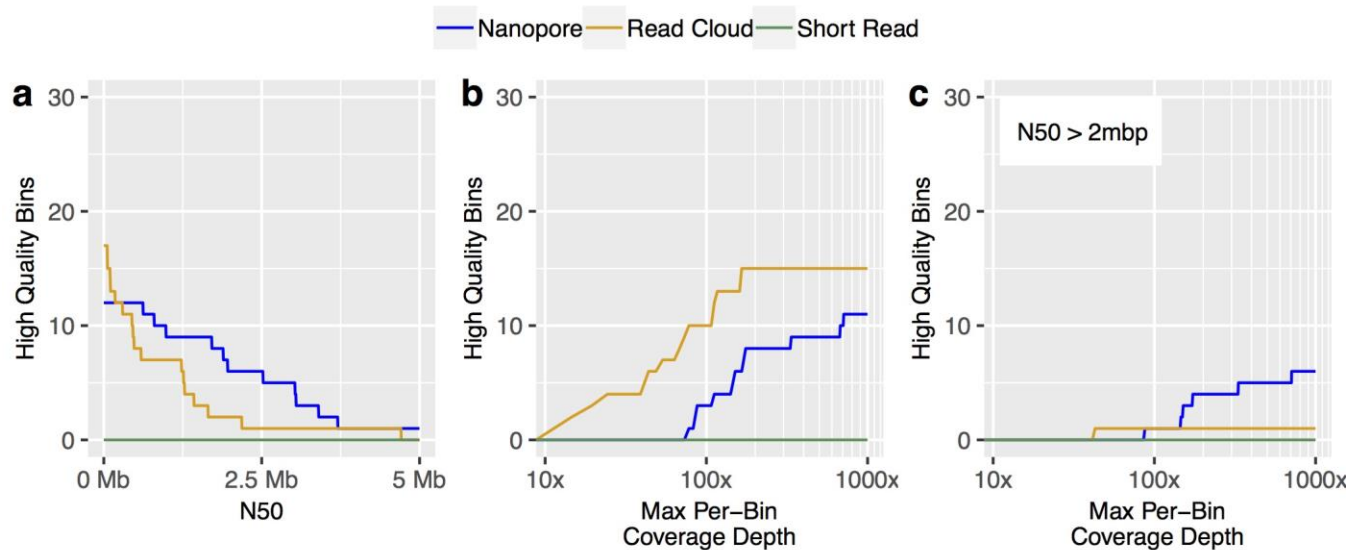 Nanopore Read Cloud Short Read
a
30
20
10
0
High Quality Bins
0 Mb 2.5 Mb 5 Mb
N50
b
30
20
10
0
High Quality Bins
10x 100x 1000x
Max Per-Bin
Coverage Depth
c
30
20
10
0
High Quality Bins
N50 > 2mbp
10x 100x 1000x
Max Per-Bin
Coverage Depth